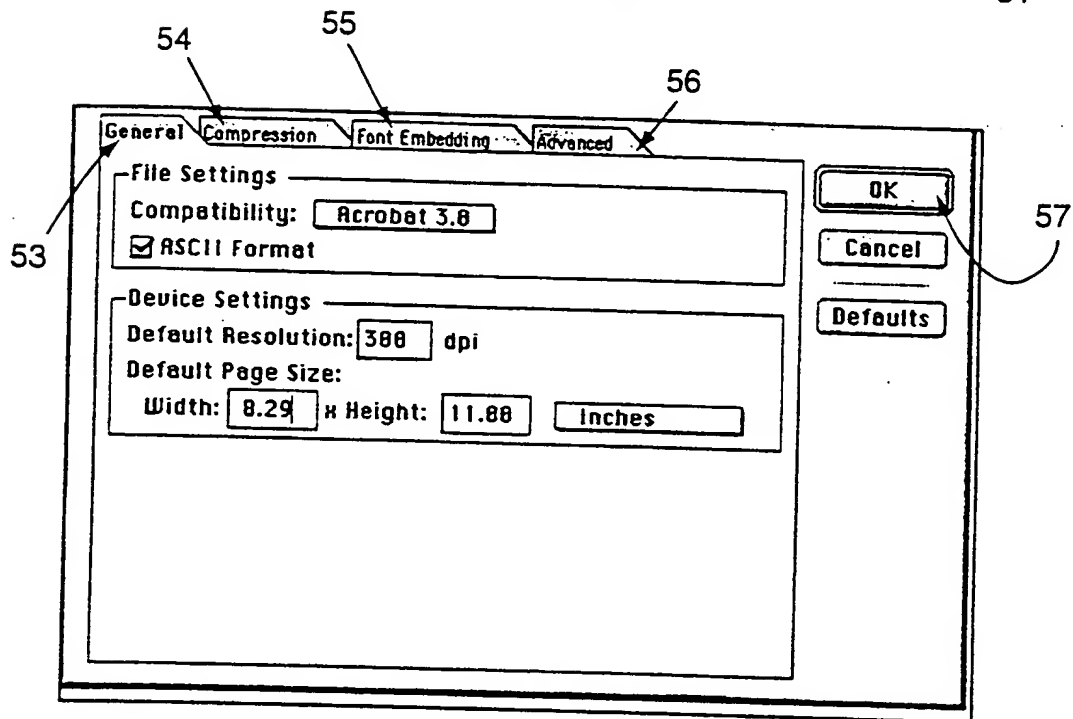 54
55
56
General
Compression
Font Embedding
Advanced
File Settings
Compatibility: Acrobat 3.0
ASCII Format
Device Settings
Default Resolution: 300 dpi
Default Page Size:
Width: 8.29 x Height: 11.00 Inches
OK
Cancel
Defaults
53
57